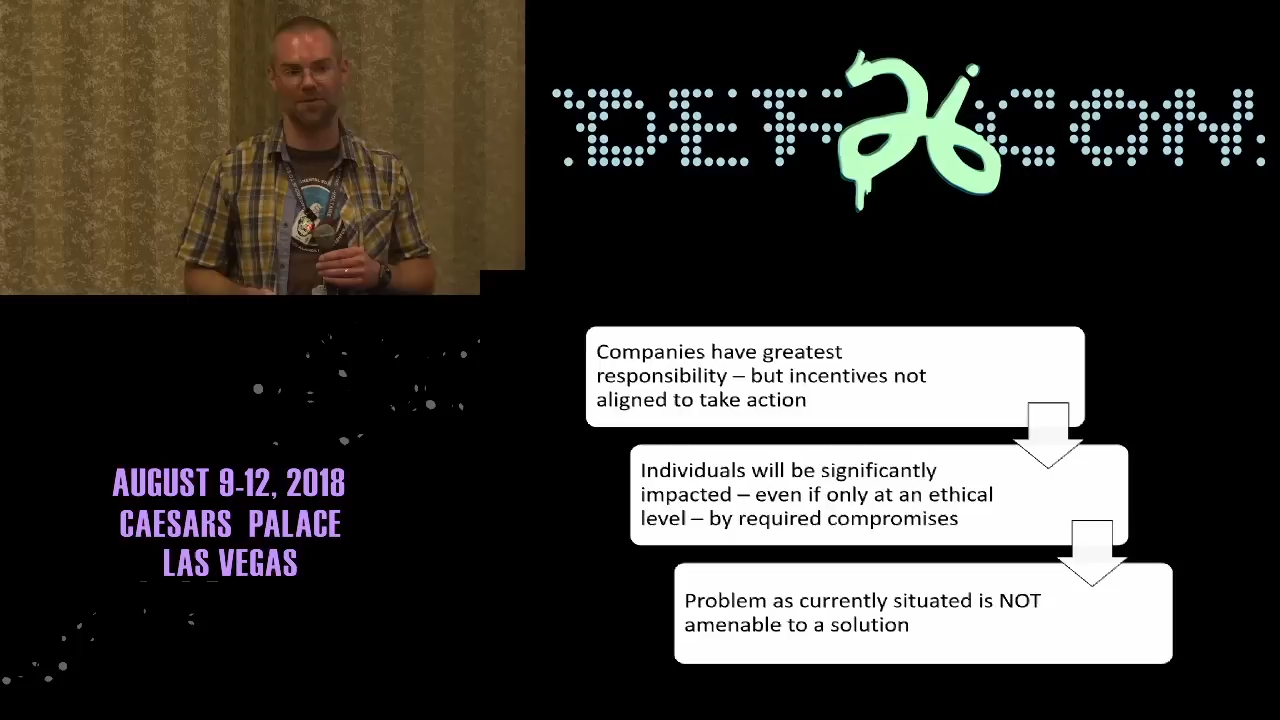 DEF 26 CON
Companies have greatest
responsibility – but incentives not
aligned to take action
Individuals will be significantly
impacted – even if only at an ethical
level – by required compromises
Problem as currently situated is NOT
amenable to a solution
AUGUST 9-12, 2018
CAESARS PALACE
LAS VEGAS